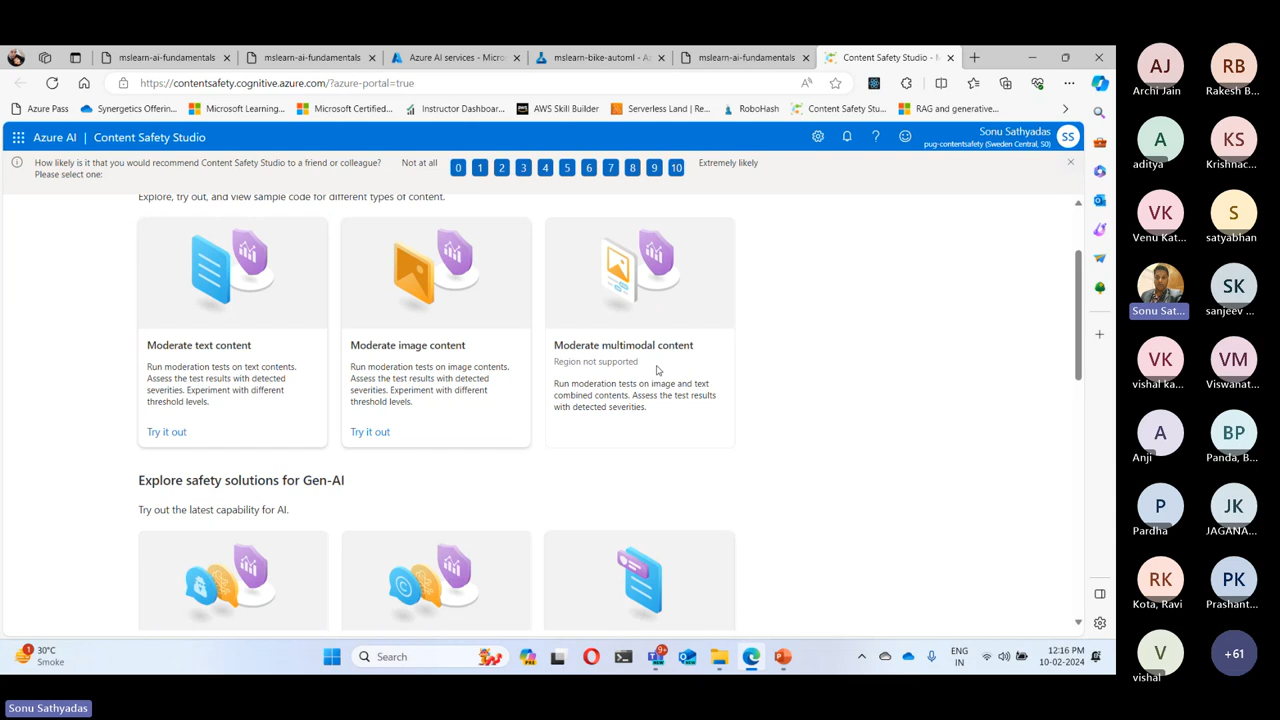 mslearn-ai-fundamentals
mslearn-ai-fundamentals
Azure AI services - Micro
mslearn-bike-automl - A
mslearn-ai-fundamentals
Content Safety Studio - M
https://contentsafety.cognitive.azure.com/?azure-portal=true
Azure Pass
Synergetics Offerin...
Microsoft Learning...
Microsoft Certified...
Instructor Dashboar...
AWS Skill Builder
Serverless Land | Re...
RoboHash
Content Safety Stu...
RAG and generative...
Azure AI | Content Safety Studio
Sonu Sathyadas
pug-contentsafety (Sweden Central, S0)
SS
How likely is it that you would recommend Content Safety Studio to a friend or colleague?
Please select one:
Not at all
0 1 2 3 4 5 6 7 8 9 10
Extremely likely
Explore, try out, and view sample code for different types of content.
Moderate text content
Run moderation tests on text contents.
Assess the test results with detected
severities. Experiment with different
threshold levels.
Try it out
Moderate image content
Run moderation tests on image contents.
Assess the test results with detected
severities. Experiment with different
threshold levels.
Try it out
Moderate multimodal content
Region not supported
Run moderation tests on image and text
combined contents. Assess the test results
with detected severities.
Explore safety solutions for Gen-AI
Try out the latest capability for AI.
1
30°C
Smoke
Search
9+
ENG
IN
12:16 PM
10-02-2024
Sonu Sathyadas
AJ
Archi Jain
RB
Rakesh B...
A
aditya
KS
Krishnac...
VK
Venu Kat...
S
satyabhan
Sonu Sat...
SK
sanjeev ...
VK
vishal ka...
VM
Viswanat...
A
Anji
BP
Panda, B...
P
Pardha
JK
JAGANA...
RK
Kota, Ravi
PK
Prashant...
V
vishal
+61